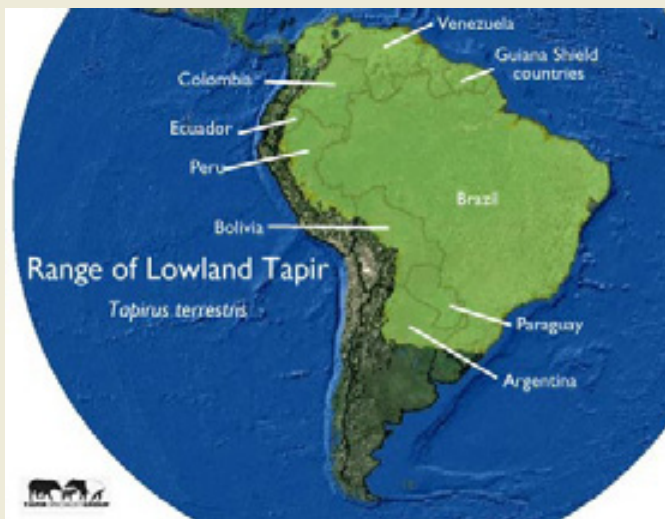 Venezuela
Guiana Shield
countries
Colombia
Ecuador
Peru
Brazil
Bolivia
Range of Lowland Tapir
Tapirus terrestris
Paraguay
Argentina